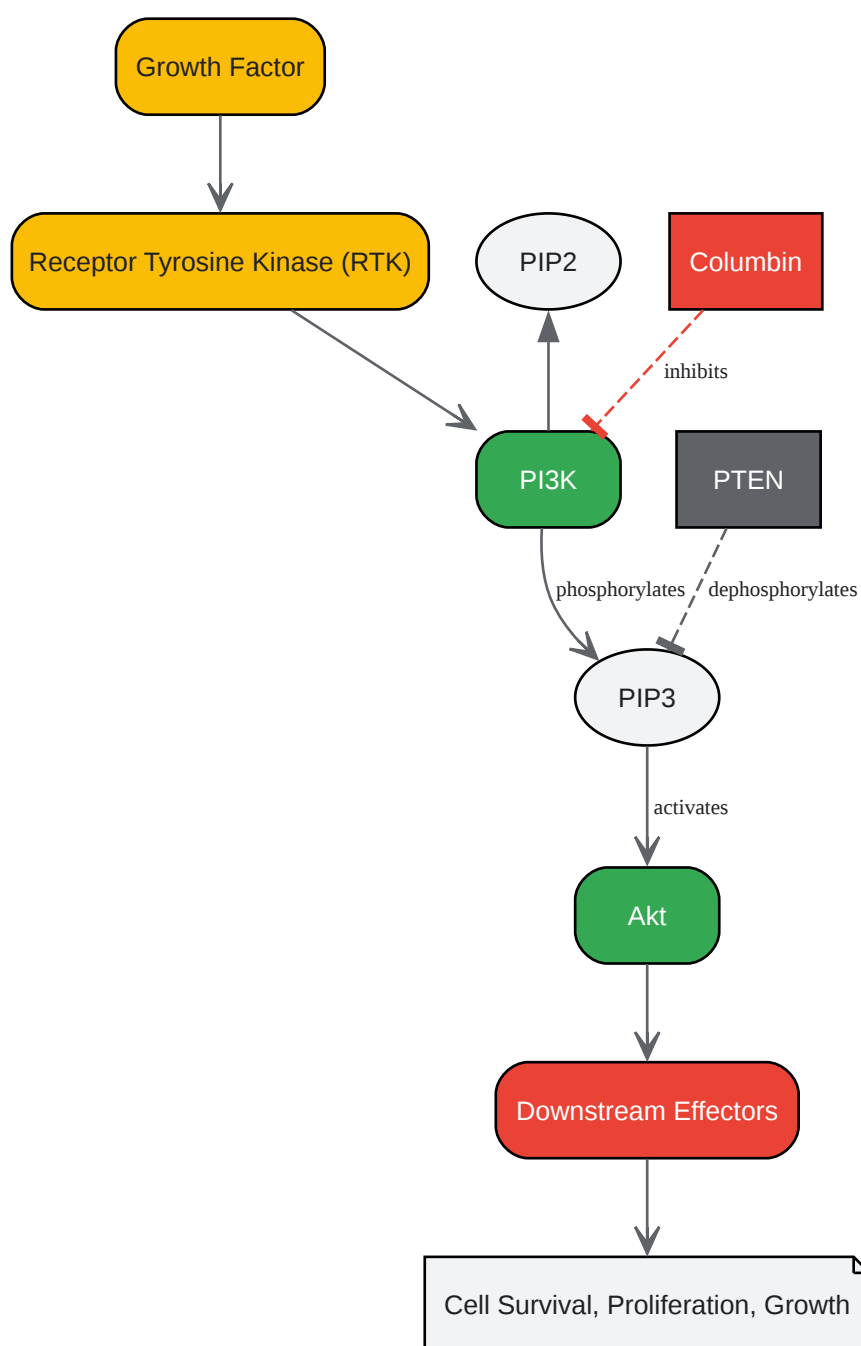 Growth Factor
Receptor Tyrosine Kinase (RTK)
PIP2
Columbin
inhibits
PI3K
PTEN
phosphorylates
dephosphorylates
PIP3
activates
Akt
Downstream Effectors
Cell Survival, Proliferation, Growth